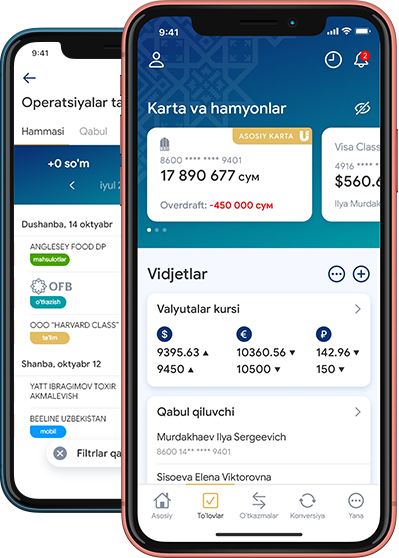 9:41
Operatsiyalar ta
Hammasi Qabul
+0 so'm
iyul 2
Dushanba, 14 oktyabr
ANGLESEY FOOD DP
mahsulotlar
OFB
o'tkazish
OOO "HARVARD CLASS"
ta'lim
Shanba, oktyabr 12
YATT IBRAGIMOV TOXIR
AKMALEVISH
BEELINE UZBEKISTAN
mobil
Filtrlar qa
9:41
2
Karta va hamyonlar
ASOSIY KARTA U
8600 **** **** 9401
17 890 677 сум
Overdraft: -450 000 сум
Visa Class
4916 **** **
$560.6
Ilya Murdak
Vidjetlar
Valyutalar kursi
$ € ₽
9395.63 ▲ 10360.56 ▼ 142.96 ▼
9450 ▲ 10500 ▼ 150 ▼
Qabul qiluvchi
Murdakhaev Ilya Sergeevich
8600 14** **** 9401
Sisoeva Elena Viktorovna
Asosiy To'lovlar O'tkazmalar Konversiya Yana